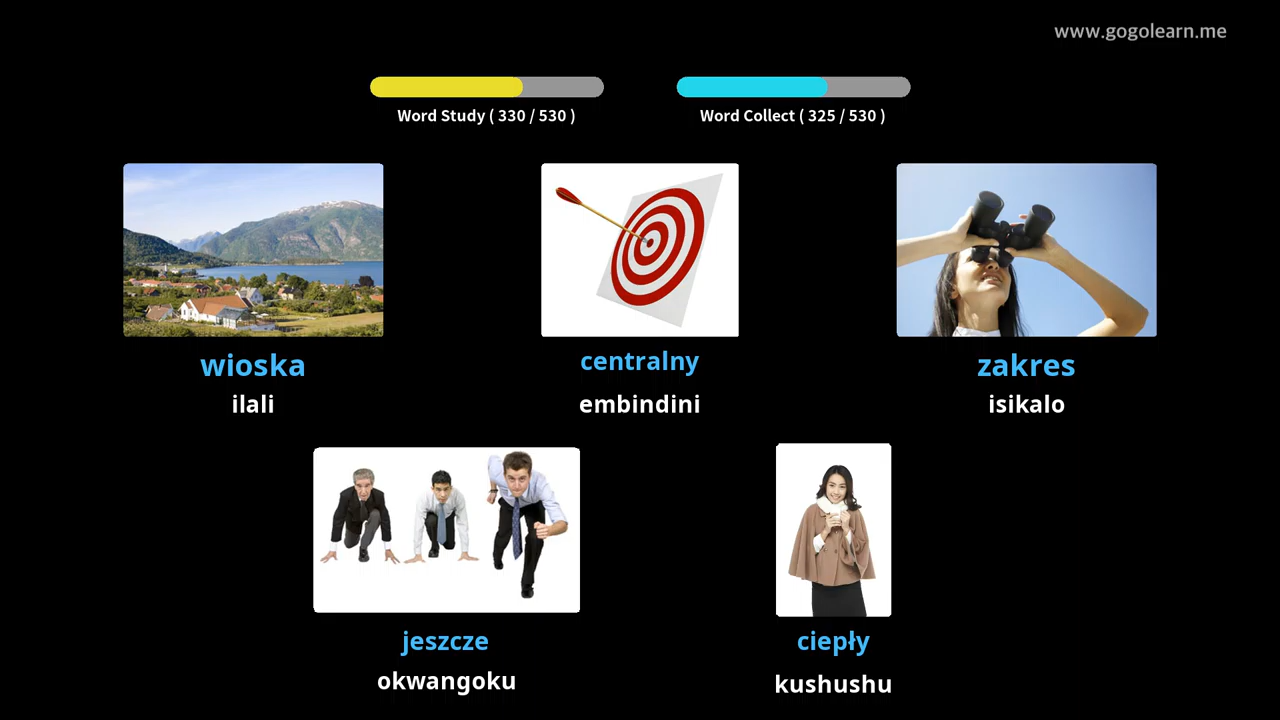 www.gogolearn.me
Word Study ( 330 / 530 )
Word Collect ( 325 / 530 )
wioska
ilali
centralny
embindini
zakres
isikalo
jeszcze
okwangoku
ciepły
kushushu